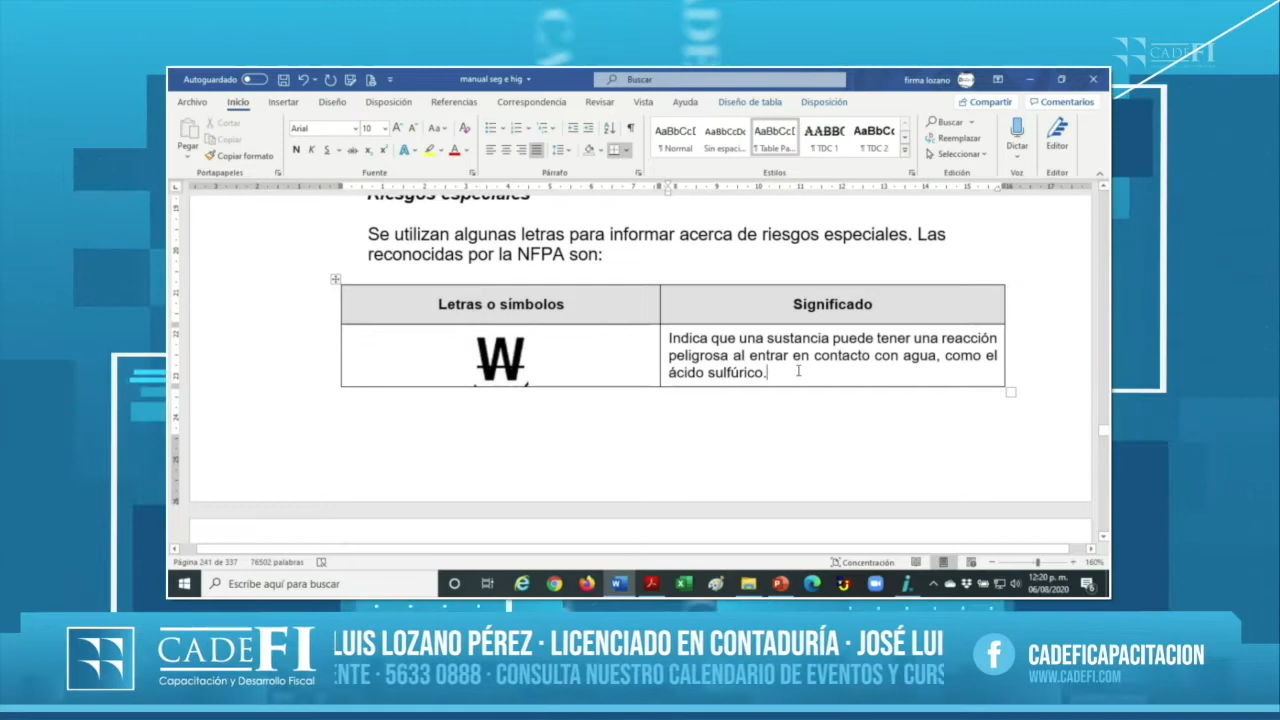 CADEFI
Autoguardado
manual seg e hig
Buscar
firma lozano
Archivo Inicio Insertar Diseño Disposición Referencias Correspondencia Revisar Vista Ayuda Diseño de tabla Disposición Compartir Comentarios
Pegar
Cortar
Copiar
Copiar formato
Arial 10
N K S
AaBbCcI AaBbCcDc AaBbCcI AABBC AaBbCc
¶ Normal Sin espaci... ¶ Table Pa... ¶ TDC 1 ¶ TDC 2
Buscar
Reemplazar
Seleccionar
Dictar
Editor
Portapapeles Fuente Párrafo Estilos Edición Voz Editor
Riesgos especiales
Se utilizan algunas letras para informar acerca de riesgos especiales. Las
reconocidas por la NFPA son:
Letras o símbolos Significado
W
Indica que una sustancia puede tener una reacción
peligrosa al entrar en contacto con agua, como el
ácido sulfúrico.
Página 241 de 337 76502 palabras Concentración 160%
Escribe aquí para buscar
12:20 p. m.
06/08/2020
CADEFI
Capacitación y Desarrollo Fiscal
LUIS LOZANO PÉREZ · LICENCIADO EN CONTADURÍA · JOSÉ LUI
ENTE · 5633 0888 · CONSULTA NUESTRO CALENDARIO DE EVENTOS Y CURS
CADEFICAPACITACION
WWW.CADEFI.COM